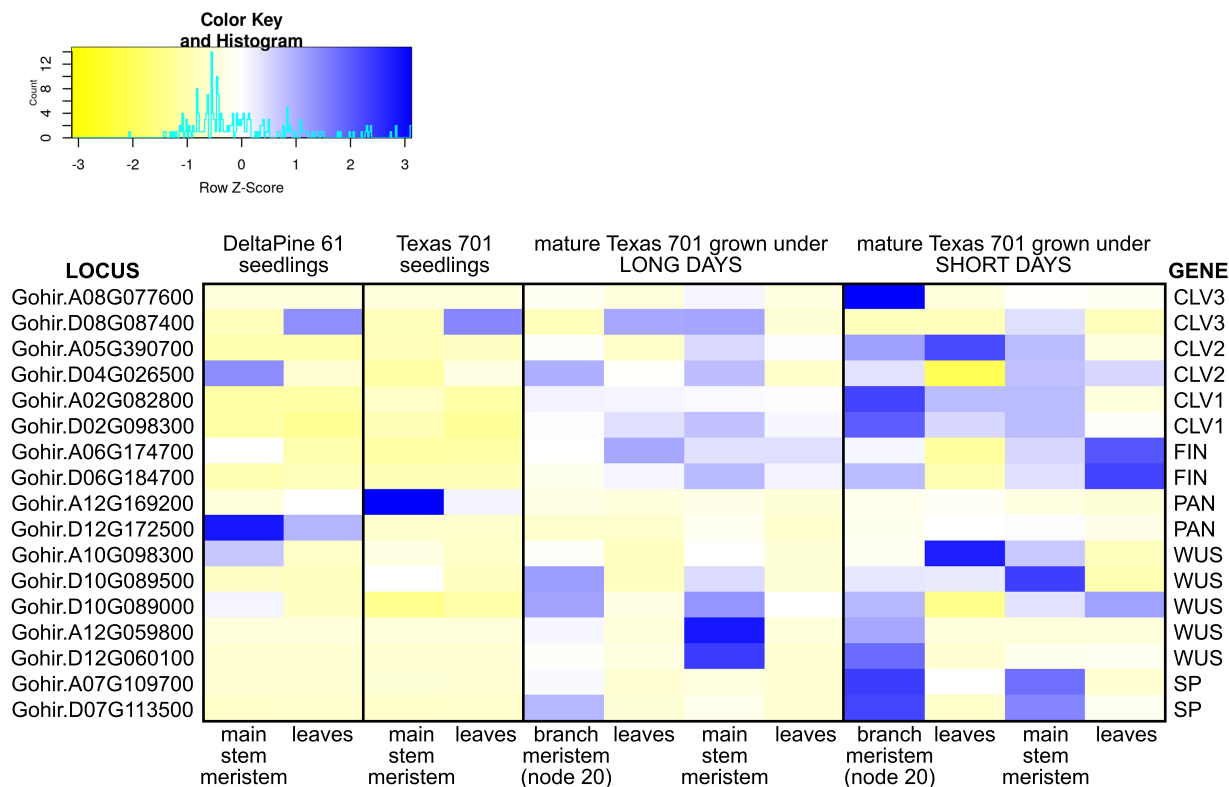 Color Key
and Histogram
Count
0 4 8 12
-3 -2 -1 0 1 2 3
Row Z-Score
DeltaPine 61
seedlings
Texas 701
seedlings
mature Texas 701 grown under
LONG DAYS
mature Texas 701 grown under
SHORT DAYS
LOCUS GENE
Gohir.A08G077600 CLV3
Gohir.D08G087400 CLV3
Gohir.A05G390700 CLV2
Gohir.D04G026500 CLV2
Gohir.A02G082800 CLV1
Gohir.D02G098300 CLV1
Gohir.A06G174700 FIN
Gohir.D06G184700 FIN
Gohir.A12G169200 PAN
Gohir.D12G172500 PAN
Gohir.A10G098300 WUS
Gohir.D10G089500 WUS
Gohir.D10G089000 WUS
Gohir.A12G059800 WUS
Gohir.D12G060100 WUS
Gohir.A07G109700 SP
Gohir.D07G113500 SP
main leaves main leaves branch leaves main leaves branch leaves main leaves
stem stem meristem stem meristem stem
meristem meristem (node 20) meristem (node 20) meristem